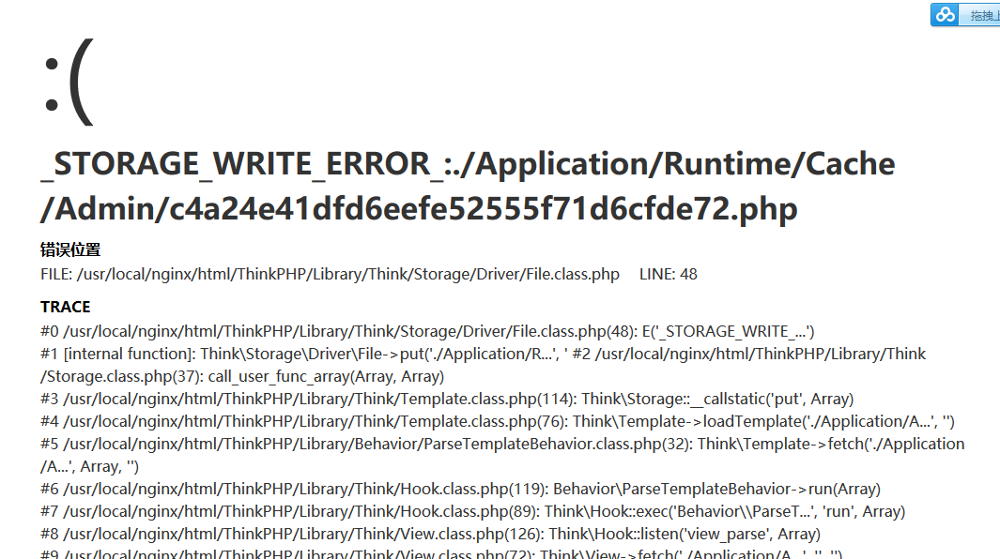 拖拽上
:(
_STORAGE_WRITE_ERROR_:./Application/Runtime/Cache
/Admin/c4a24e41dfd6eefe52555f71d6cfde72.php
错误位置
FILE: /usr/local/nginx/html/ThinkPHP/Library/Think/Storage/Driver/File.class.php LINE: 48
TRACE
#0 /usr/local/nginx/html/ThinkPHP/Library/Think/Storage/Driver/File.class.php(48): E('_STORAGE_WRITE_...')
#1 [internal function]: Think\Storage\Driver\File->put('./Application/R...', ' #2 /usr/local/nginx/html/ThinkPHP/Library/Think
/Storage.class.php(37): call_user_func_array(Array, Array)
#3 /usr/local/nginx/html/ThinkPHP/Library/Think/Template.class.php(114): Think\Storage::__callstatic('put', Array)
#4 /usr/local/nginx/html/ThinkPHP/Library/Think/Template.class.php(76): Think\Template->loadTemplate('./Application/A...', '')
#5 /usr/local/nginx/html/ThinkPHP/Library/Behavior/ParseTemplateBehavior.class.php(32): Think\Template->fetch('./Application
/A...', Array, '')
#6 /usr/local/nginx/html/ThinkPHP/Library/Think/Hook.class.php(119): Behavior\ParseTemplateBehavior->run(Array)
#7 /usr/local/nginx/html/ThinkPHP/Library/Think/Hook.class.php(89): Think\Hook::exec('Behavior\\ParseT...', 'run', Array)
#8 /usr/local/nginx/html/ThinkPHP/Library/Think/View.class.php(126): Think\Hook::listen('view_parse', Array)
#9 /usr/local/nginx/html/ThinkPHP/Library/Think/View.class.php(72): Think\View->fetch('./Application/A...', '', '')